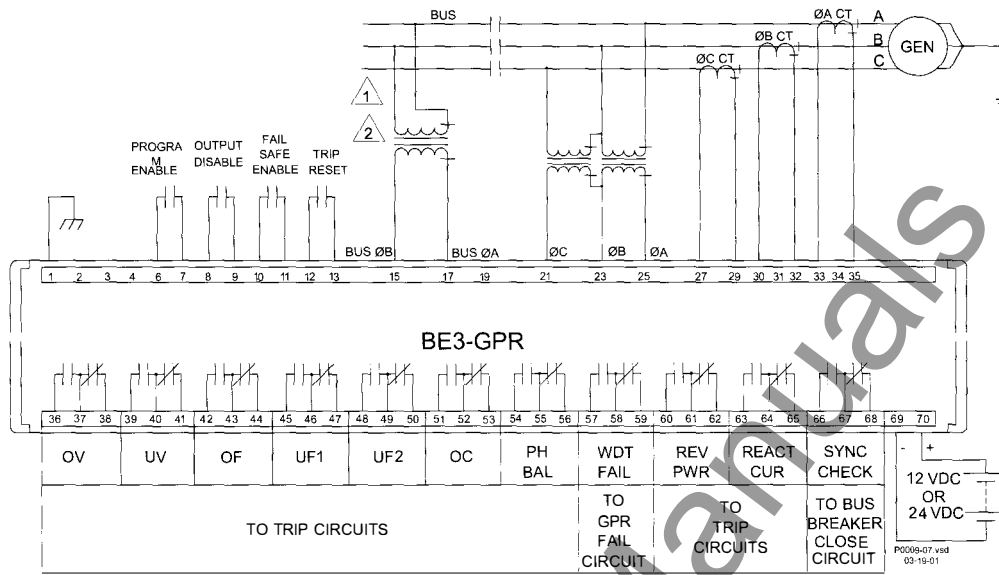 BUS
ØA CT A
ØB CT B
GEN
ØC CT C
1
2
PROGRA
M
ENABLE
OUTPUT
DISABLE
FAIL
SAFE
ENABLE
TRIP
RESET
BUS ØB BUS ØA ØC ØB ØA
1 2 3 4 6 7 8 9 10 11 12 13 15 17 19 21 23 25 27 29 30 31 32 33 34 35
BE3-GPR
36 37 38 39 40 41 42 43 44 45 46 47 48 49 50 51 52 53 54 55 56 57 58 59 60 61 62 63 64 65 66 67 68 69 70
- +
OV
UV
OF
UF1
UF2
OC
PH
BAL
WDT
FAIL
REV
PWR
REACT
CUR
SYNC
CHECK
12 VDC
OR
24 VDC
TO TRIP CIRCUITS
TO
GPR
FAIL
CIRCUIT
TO
TRIP
CIRCUITS
TO BUS
BREAKER
CLOSE
CIRCUIT
P0009-07.vsd
03-19-01
Manuals